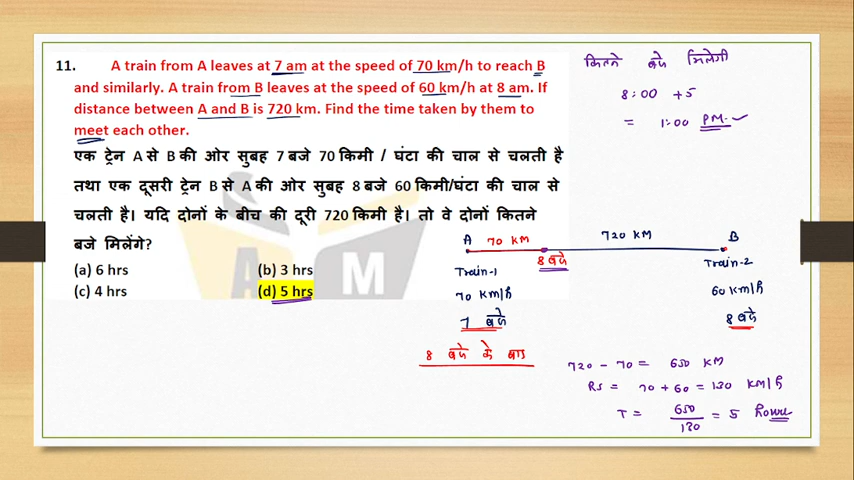 11. A train from A leaves at 7 am at the speed of 70 km/h to reach B
and similarly. A train from B leaves at the speed of 60 km/h at 8 am. If
distance between A and B is 720 km. Find the time taken by them to
meet each other.
एक ट्रेन A से B की ओर सुबह 7 बजे 70 किमी / घंटा की चाल से चलती है
तथा एक दूसरी ट्रेन B से A की ओर सुबह 8 बजे 60 किमी/घंटा की चाल से
चलती है। यदि दोनों के बीच की दूरी 720 किमी है। तो वे दोनों कितने
बजे मिलेंगे?
(a) 6 hrs (b) 3 hrs
(c) 4 hrs (d) 5 hrs
AM
कितने बजे मिलेगी
8:00 +5
= 1:00 PM.
A 70 KM 720 KM B
8 बजे
Train-1 Train-2
70 KM/h 60 KM/h
7 बजे 8 बजे
8 बजे के बाद
720 - 70 = 650 KM
RS = 70 + 60 = 130 KM/h
T = 650/130 = 5 hours